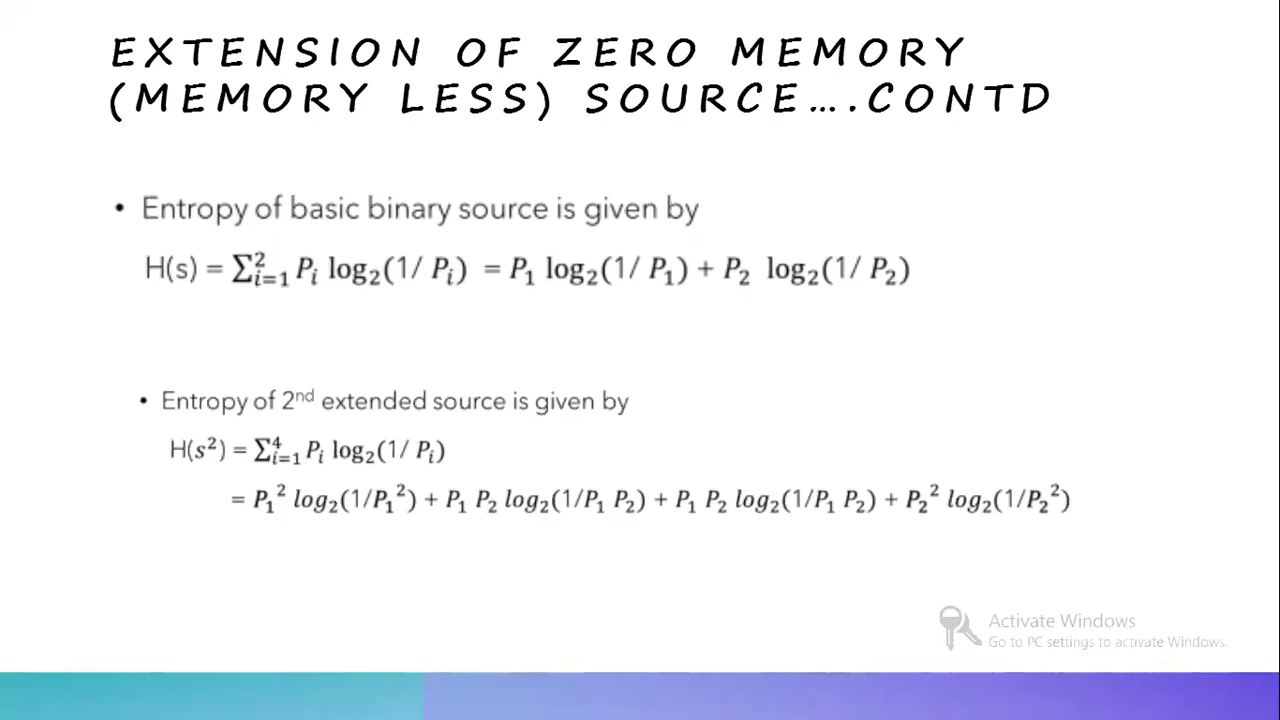 EXTENSION OF ZERO MEMORY
(MEMORY LESS) SOURCE….CONTD
• Entropy of basic binary source is given by
H(s) = ∑²ᵢ₌₁ Pᵢ log₂(1/ Pᵢ) = P₁ log₂(1/ P₁) + P₂ log₂(1/ P₂)
• Entropy of 2ⁿᵈ extended source is given by
H(s²) = ∑⁴ᵢ₌₁ Pᵢ log₂(1/ Pᵢ)
= P₁² log₂(1/P₁²) + P₁ P₂ log₂(1/P₁ P₂) + P₁ P₂ log₂(1/P₁ P₂) + P₂² log₂(1/P₂²)
Activate Windows
Go to PC settings to activate Windows.